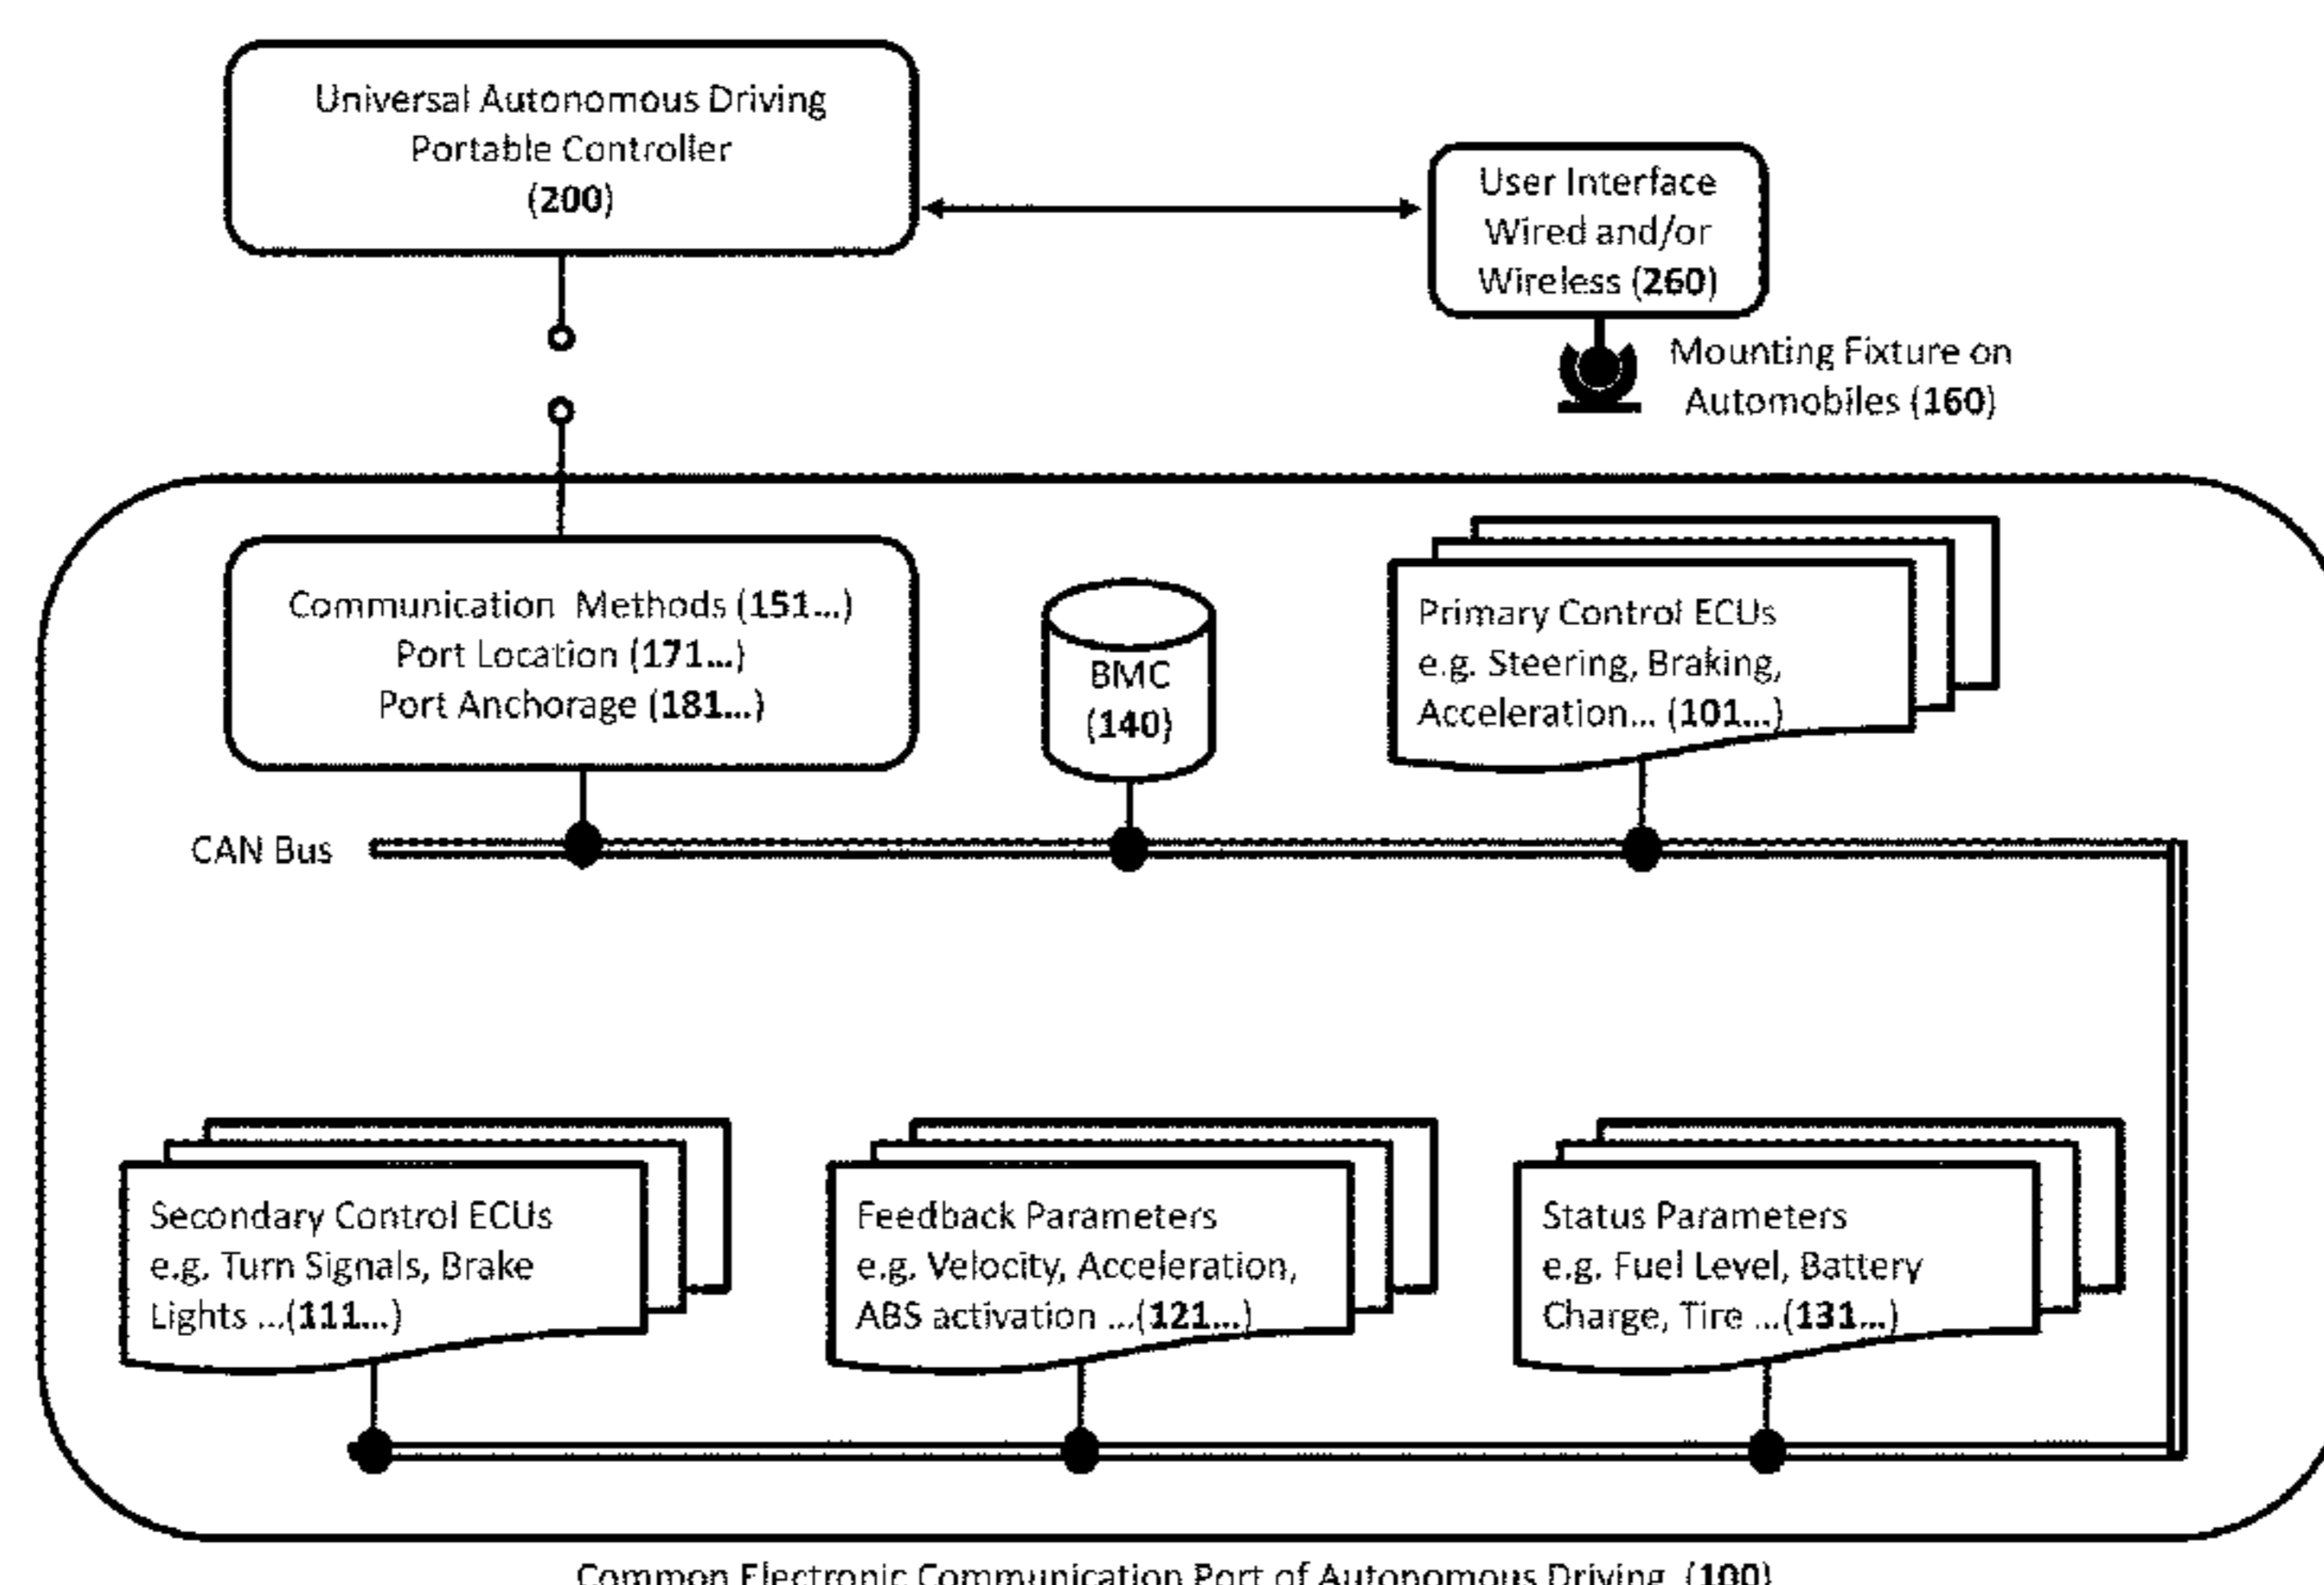 Universal Autonomous Driving
Portable Controller
(200)
User Interface
Wired and/or
Wireless (260)
Mounting Fixture on
Automobiles (160)
Communication Methods (151...)
Port Location (171...)
Port Anchorage (181...)
BMC
(140)
Primary Control ECUs
e.g. Steering, Braking,
Acceleration... (101...)
CAN Bus
Secondary Control ECUs
e.g. Turn Signals, Brake
Lights ...(111...)
Feedback Parameters
e.g. Velocity, Acceleration,
ABS activation ...(121...)
Status Parameters
e.g. Fuel Level, Battery
Charge, Tire ...(131...)
Common Electronic Communication Port of Autonomous Driving (100)